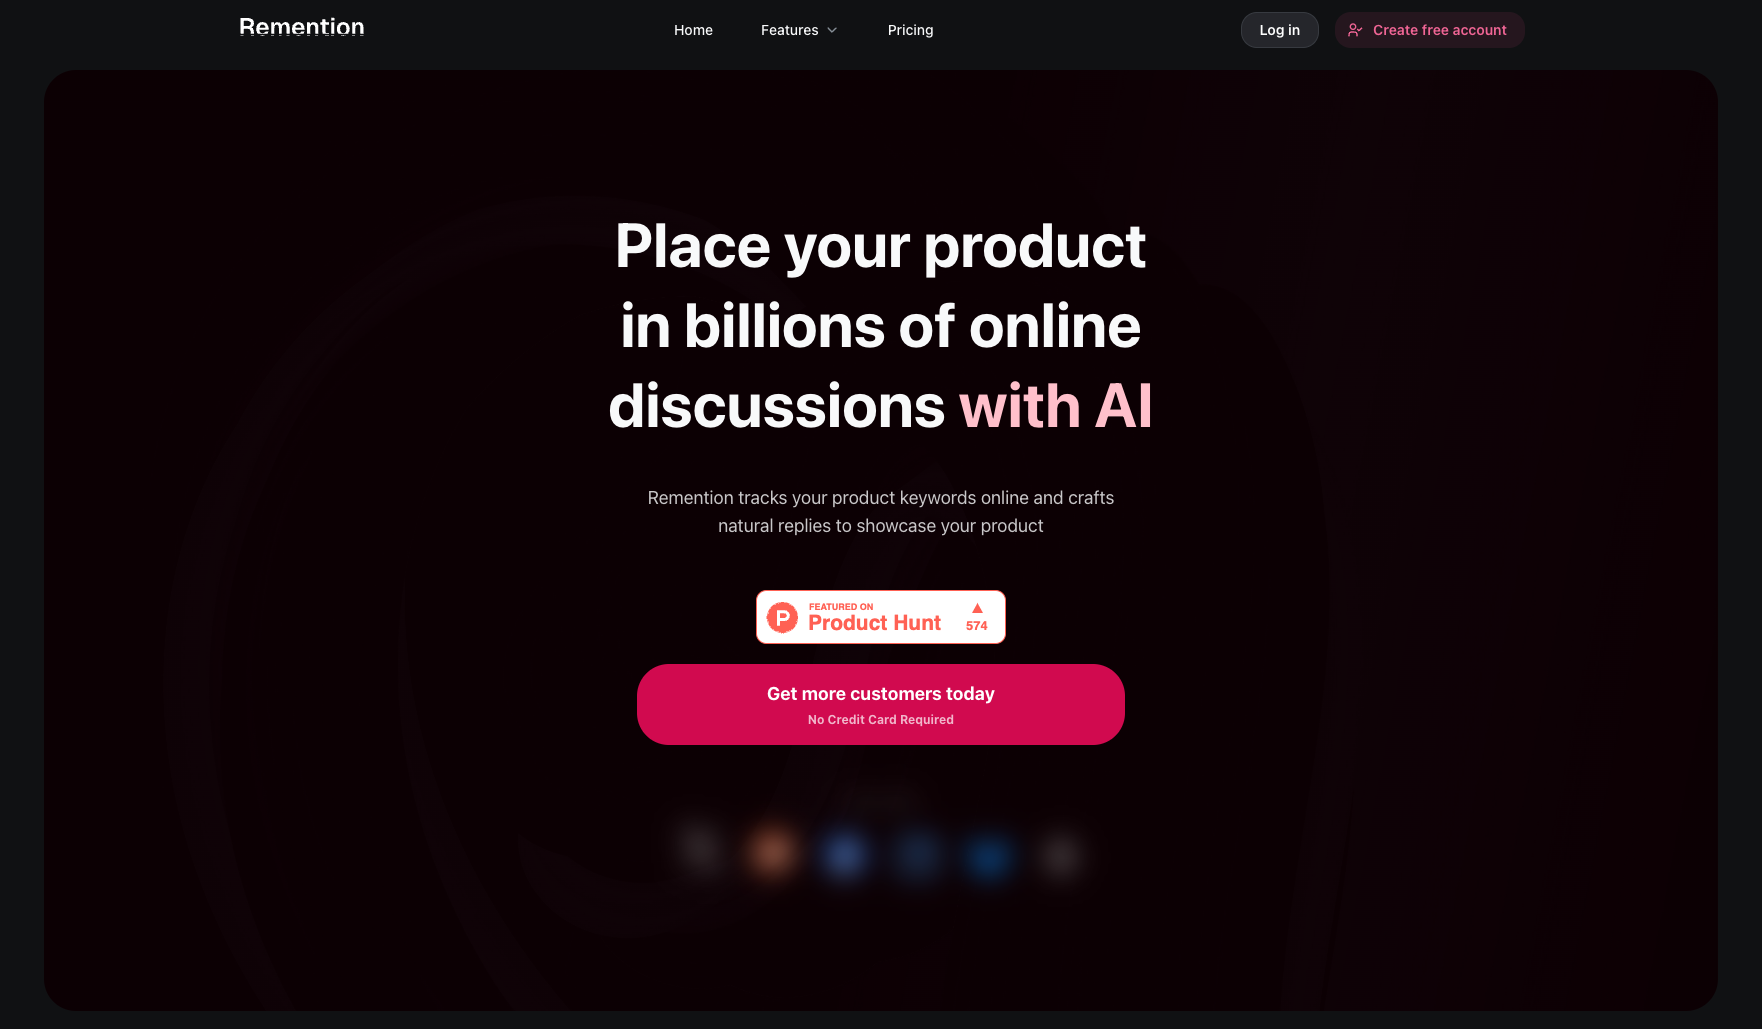 Remention
Home
Features
Pricing
Log in
Create free account
Place your product
in billions of online
discussions with AI
Remention tracks your product keywords online and crafts
natural replies to showcase your product
FEATURED ON
Product Hunt
574
Get more customers today
No Credit Card Required